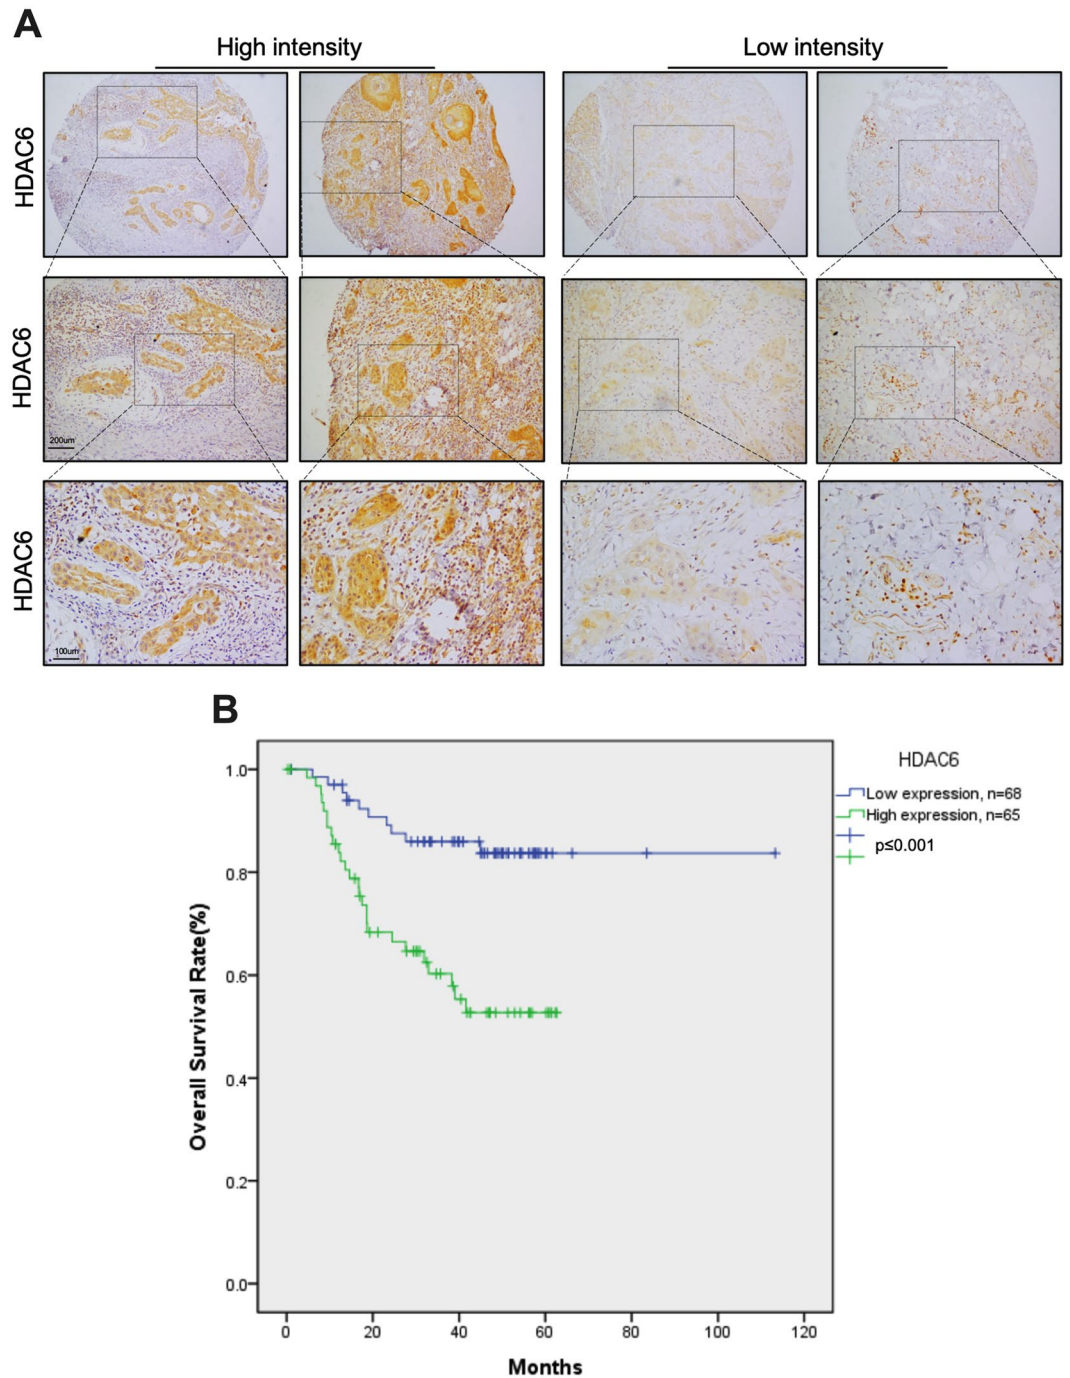 A
High intensity
Low intensity
HDAC6
HDAC6
200um
HDAC6
100um
B
HDAC6
Low expression, n=68
High expression, n=65
p≤0.001
1.0
0.8
0.6
0.4
0.2
0.0
Overall Survival Rate(%)
0 20 40 60 80 100 120
Months